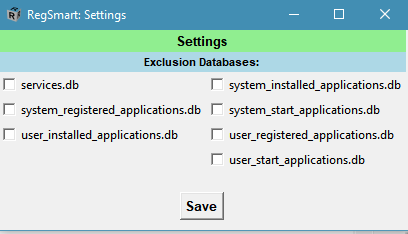 RegSmart: Settings
Settings
Exclusion Databases:
services.db
system_installed_applications.db
system_registered_applications.db
system_start_applications.db
user_installed_applications.db
user_registered_applications.db
user_start_applications.db
Save